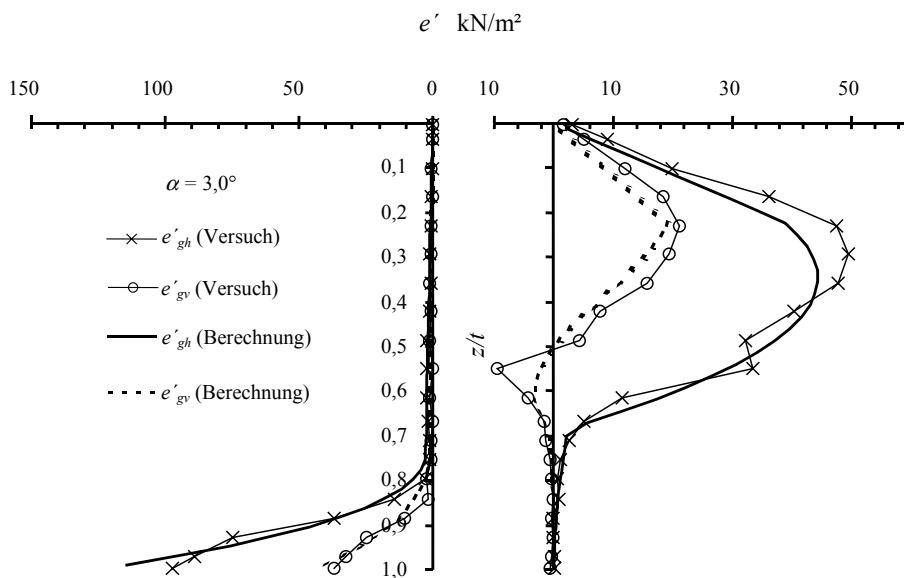 e´ kN/m²
150 100 50 0 10 10 30 50
0,1
α = 3,0°
0,2
e´gh (Versuch)
0,3
e´gv (Versuch)
0,4
e´gh (Berechnung)
z/t
0,5
e´gv (Berechnung)
0,6
0,7
0,8
0,9
1,0